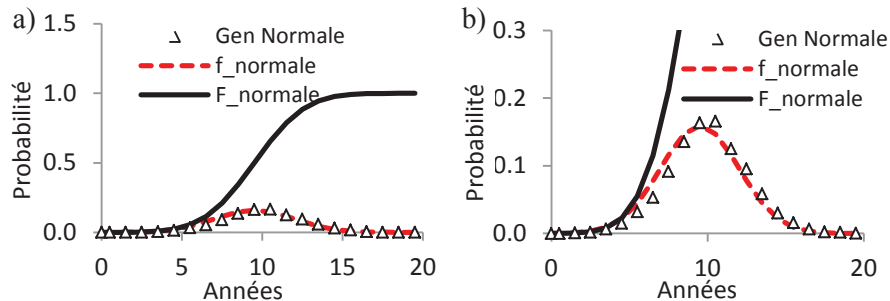 a)
1.5
1.0
0.5
0.0
Probabilité
Gen Normale
f_normale
F_normale
0
5
10
15
20
Années
b)
0.3
0.2
0.1
0.0
Probabilité
Gen Normale
f_normale
F_normale
0
10
20
Années